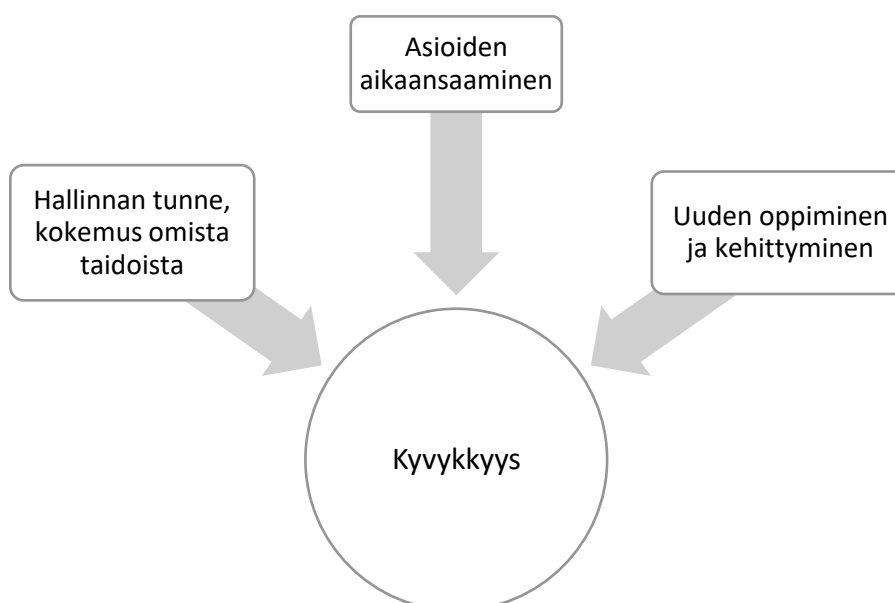 Asioiden
aikaansaaminen
Hallinnan tunne,
kokemus omista
taidoista
Uuden oppiminen
ja kehittyminen
Kyvykkyys